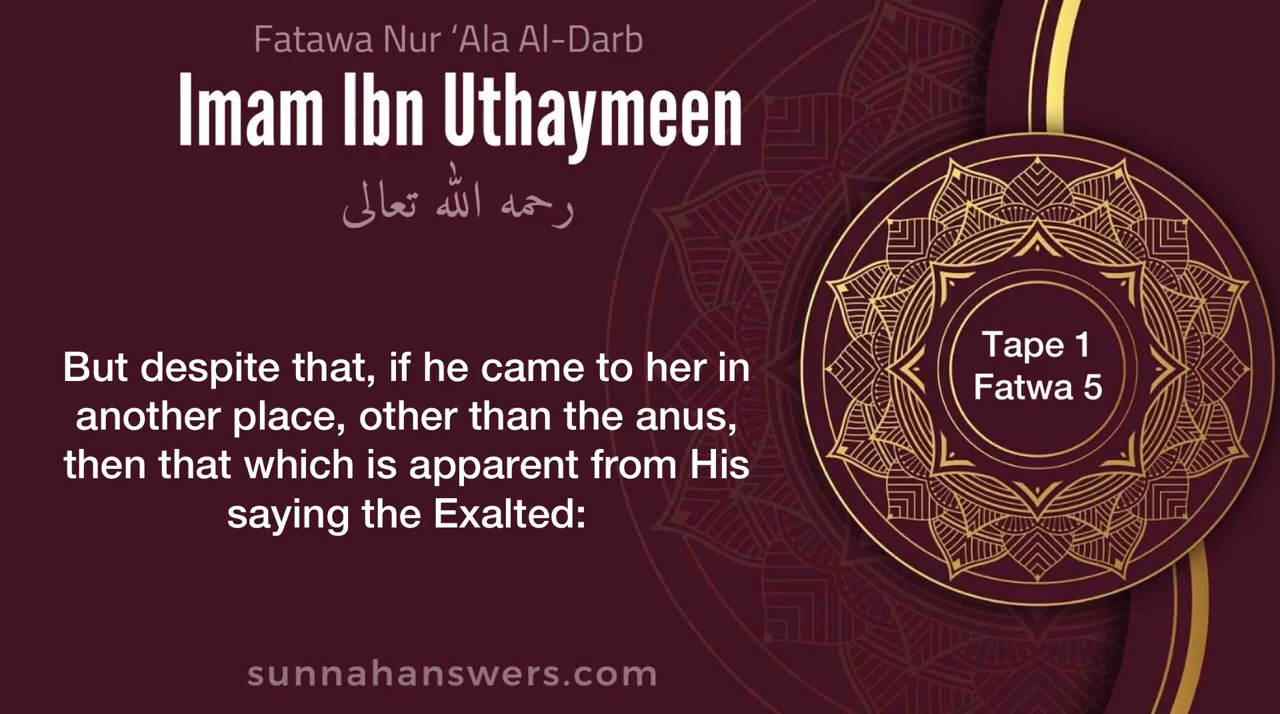 Fatawa Nur ‘Ala Al-Darb
Imam Ibn Uthaymeen
رحمه الله تعالى
But despite that, if he came to her in
another place, other than the anus,
then that which is apparent from His
saying the Exalted:
Tape 1
Fatwa 5
sunnahanswers.com